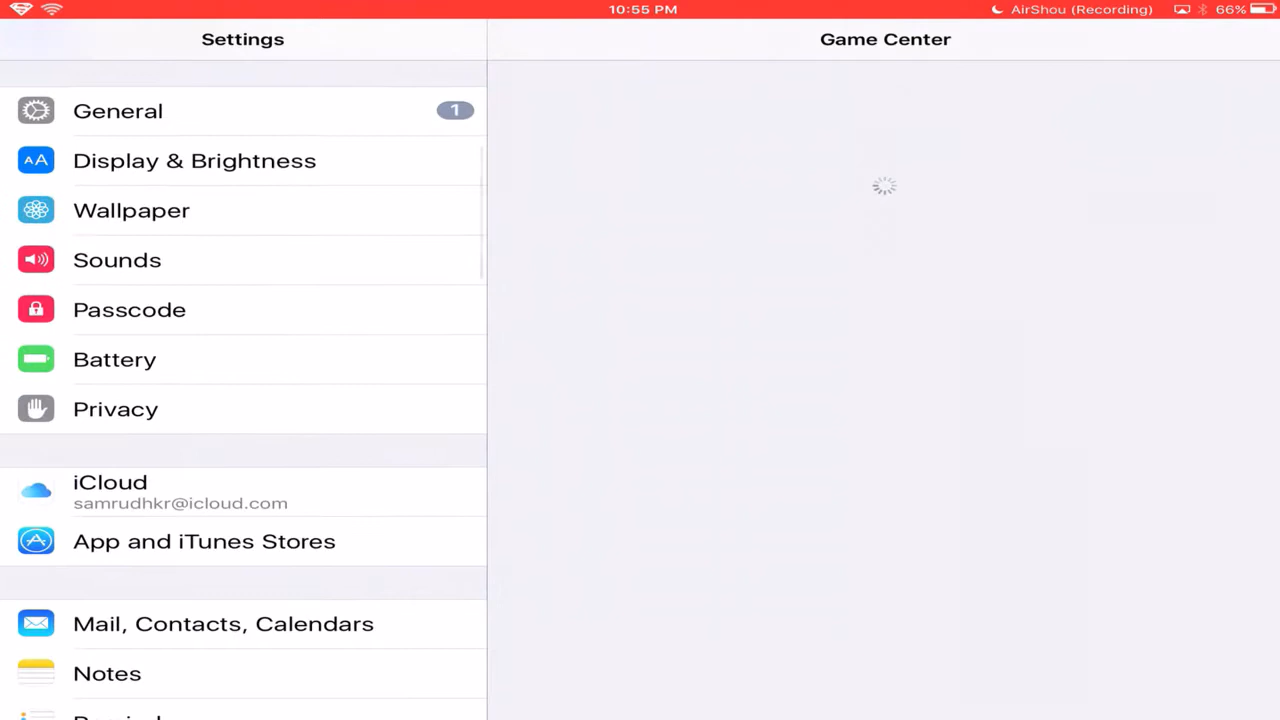 10:55 PM
AirShou (Recording)
66%
Settings
Game Center
General
1
Display & Brightness
Wallpaper
Sounds
Passcode
Battery
Privacy
iCloud
samrudhkr@icloud.com
App and iTunes Stores
Mail, Contacts, Calendars
Notes